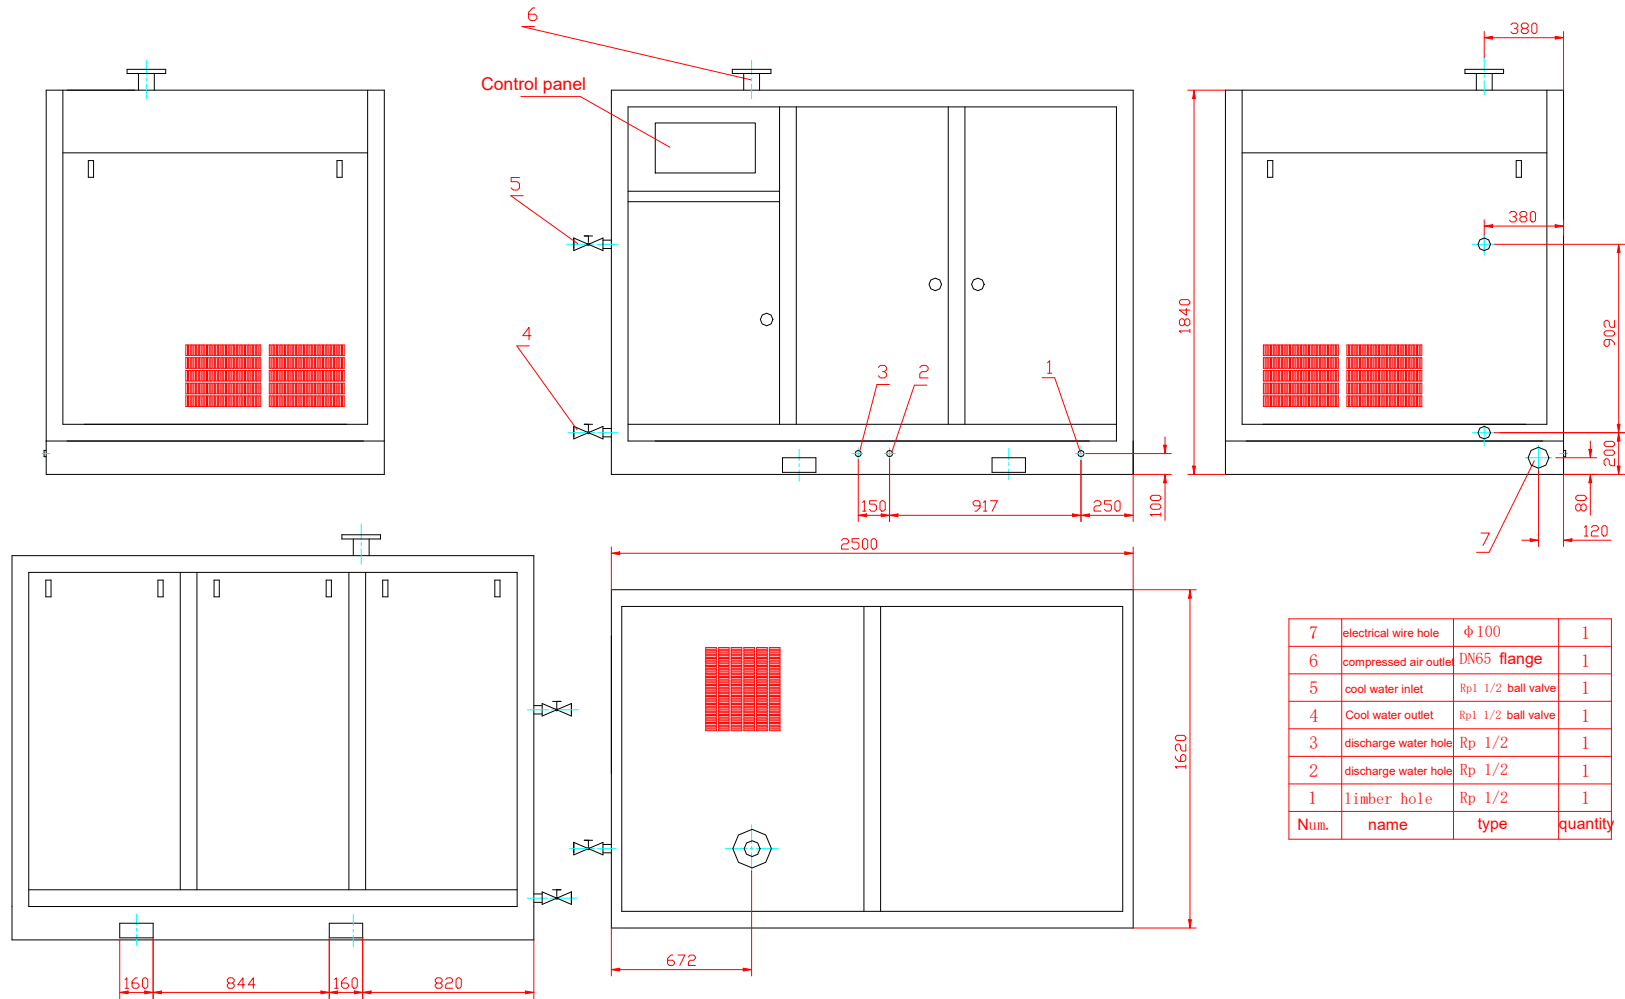 6
380
Control panel
5
380
1840
902
4
3
2
1
200
150
917
250
100
80
7
120
2500
7 electrical wire hole ϕ100 1
6 compressed air outlet DN65 flange 1
5 cool water inlet Rp1 1/2 ball valve 1
4 Cool water outlet Rp1 1/2 ball valve 1
3 discharge water hole Rp 1/2 1
2 discharge water hole Rp 1/2 1
1 limber hole Rp 1/2 1
Num. name type quantity
1620
672
160
844
160
820